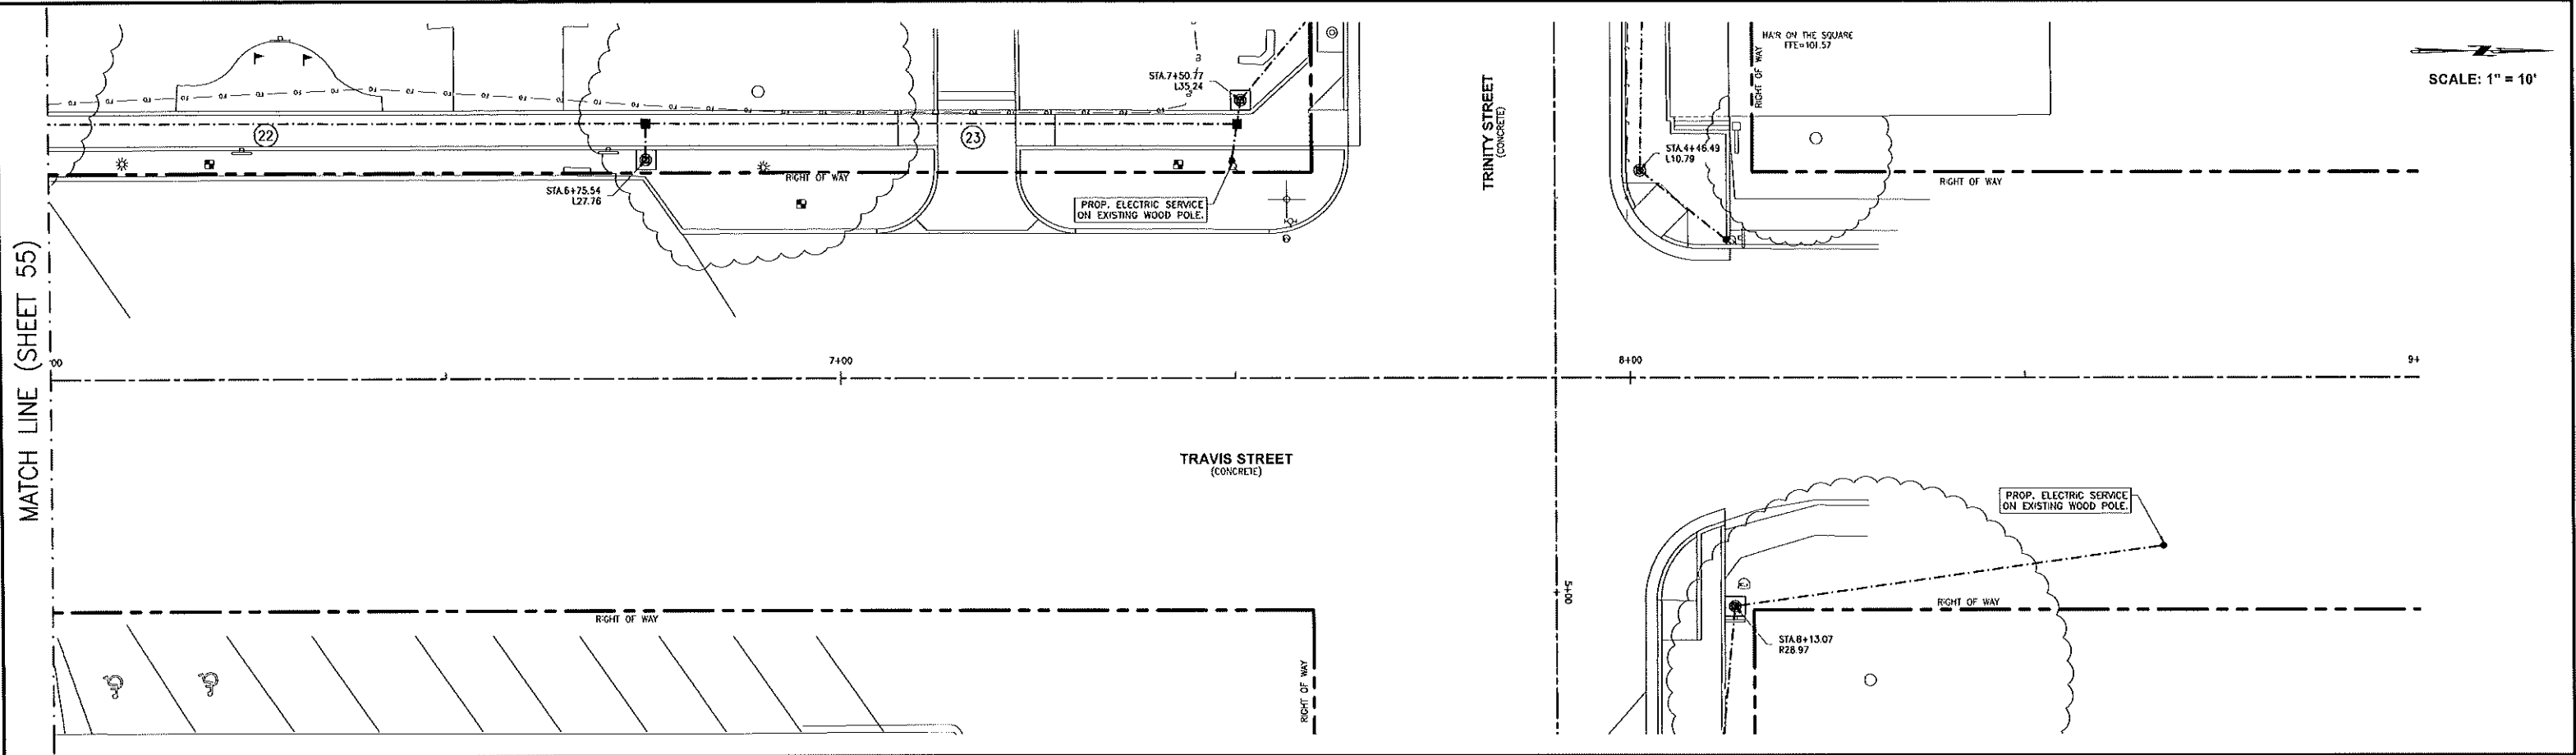 MATCH LINE (SHEET 55)
22
23
STA.7+50.77
L35.24
STA.6+75.54
L27.76
RIGHT OF WAY
PROP. ELECTRIC SERVICE
ON EXISTING WOOD POLE.
TRINITY STREET
(CONCRETE)
STA.4+46.49
L10.79
RIGHT OF WAY
HAIR ON THE SQUARE
FFE=101.57
RIGHT OF WAY
SCALE: 1" = 10'
00
7+00
8+00
9+
TRAVIS STREET
(CONCRETE)
5+00
PROP. ELECTRIC SERVICE
ON EXISTING WOOD POLE.
RIGHT OF WAY
RIGHT OF WAY
RIGHT OF WAY
STA.8+13.07
R28.97